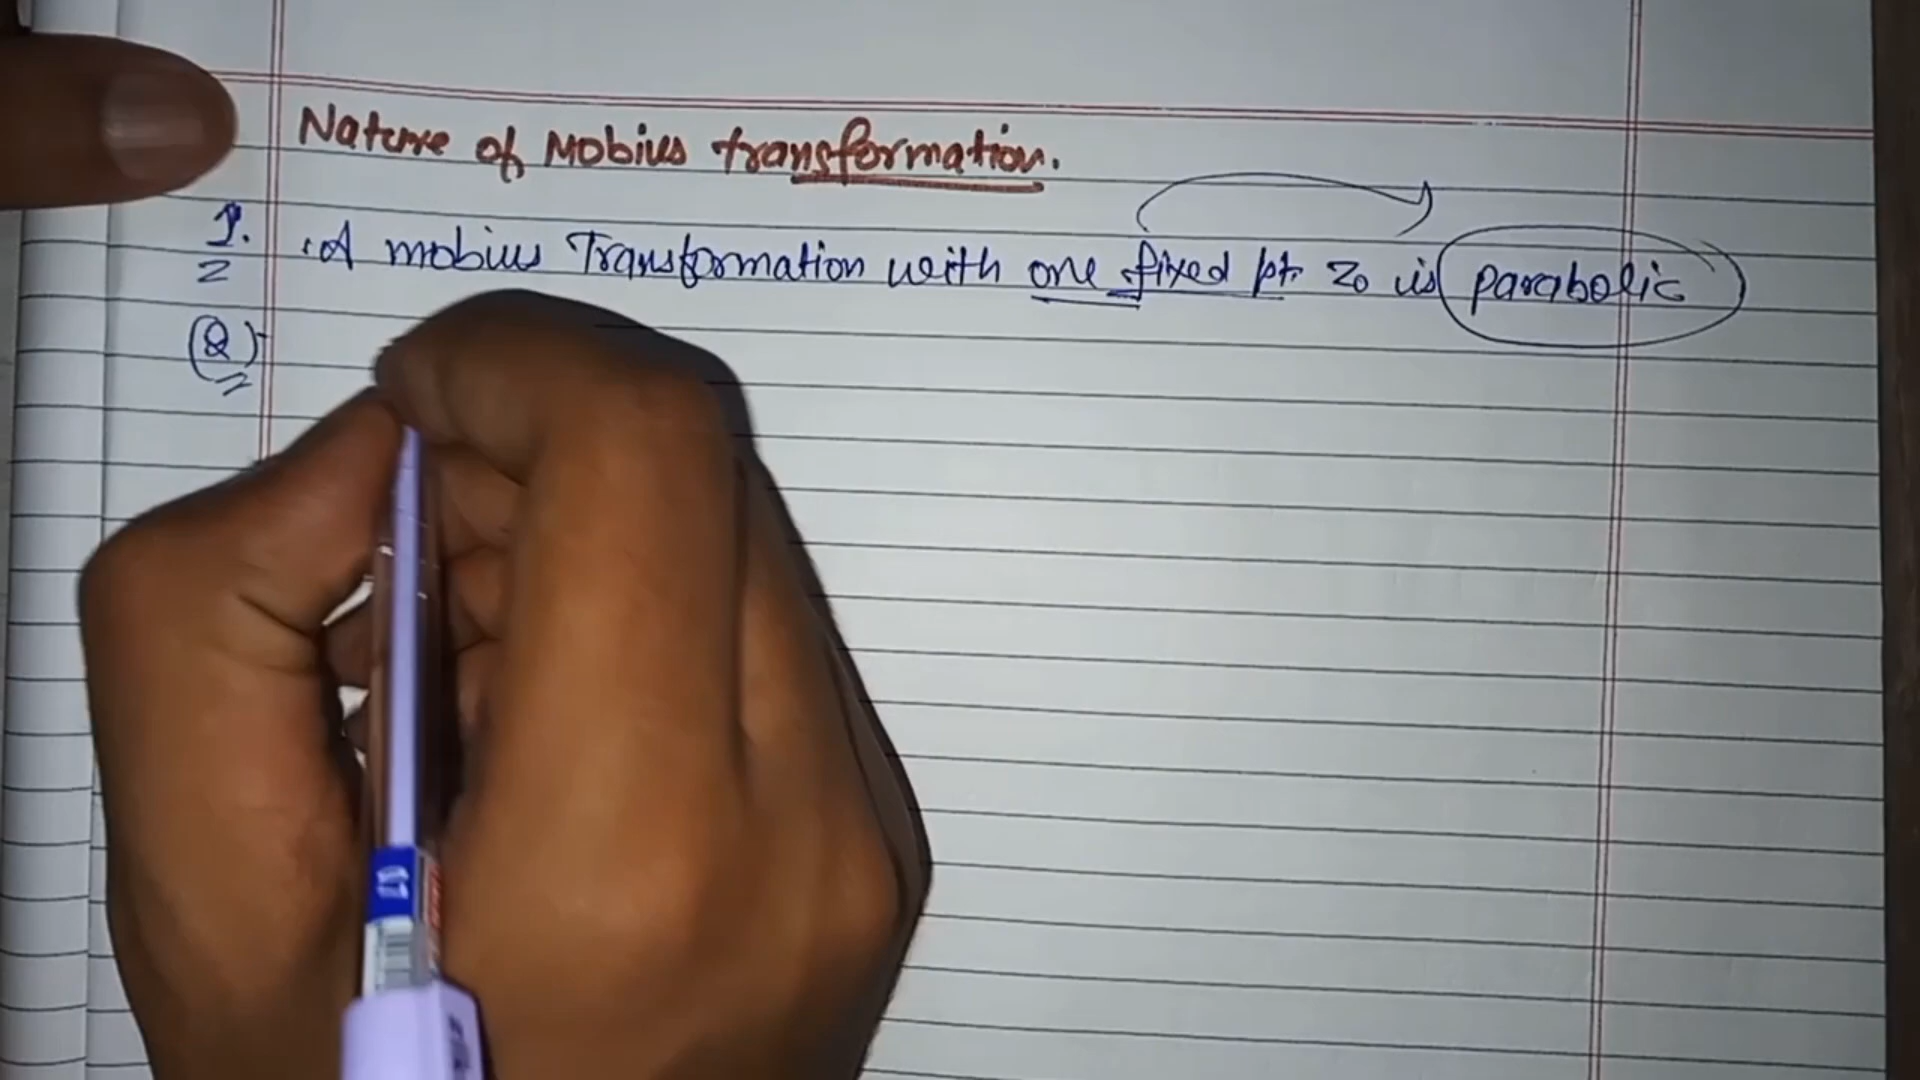 Nature of Mobius transformation.
1. A mobius Transformation with one fixed pt. z₀ is parabolic
(Q)